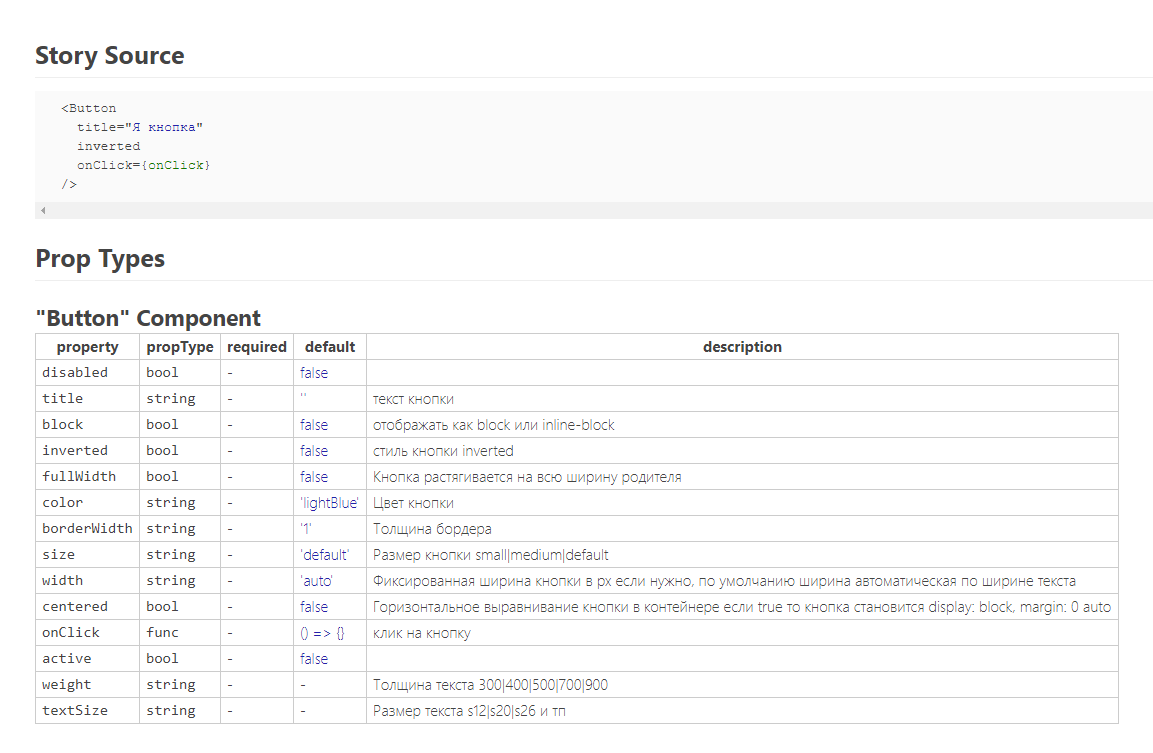 Story Source
<Button
title="Я кнопка"
inverted
onClick={onClick}
/>
Prop Types
"Button" Component
property propType required default description
disabled bool - false
title string - '' текст кнопки
block bool - false отображать как block или inline-block
inverted bool - false стиль кнопки inverted
fullWidth bool - false Кнопка растягивается на всю ширину родителя
color string - 'lightBlue' Цвет кнопки
borderWidth string - '1' Толщина бордера
size string - 'default' Размер кнопки small|medium|default
width string - 'auto' Фиксированная ширина кнопки в px если нужно, по умолчанию ширина автоматическая по ширине текста
centered bool - false Горизонтальное выравнивание кнопки в контейнере если true то кнопка становится display: block, margin: 0 auto
onClick func - () => {} клик на кнопку
active bool - false
weight string - - Толщина текста 300|400|500|700|900
textSize string - - Размер текста s12|s20|s26 и тп